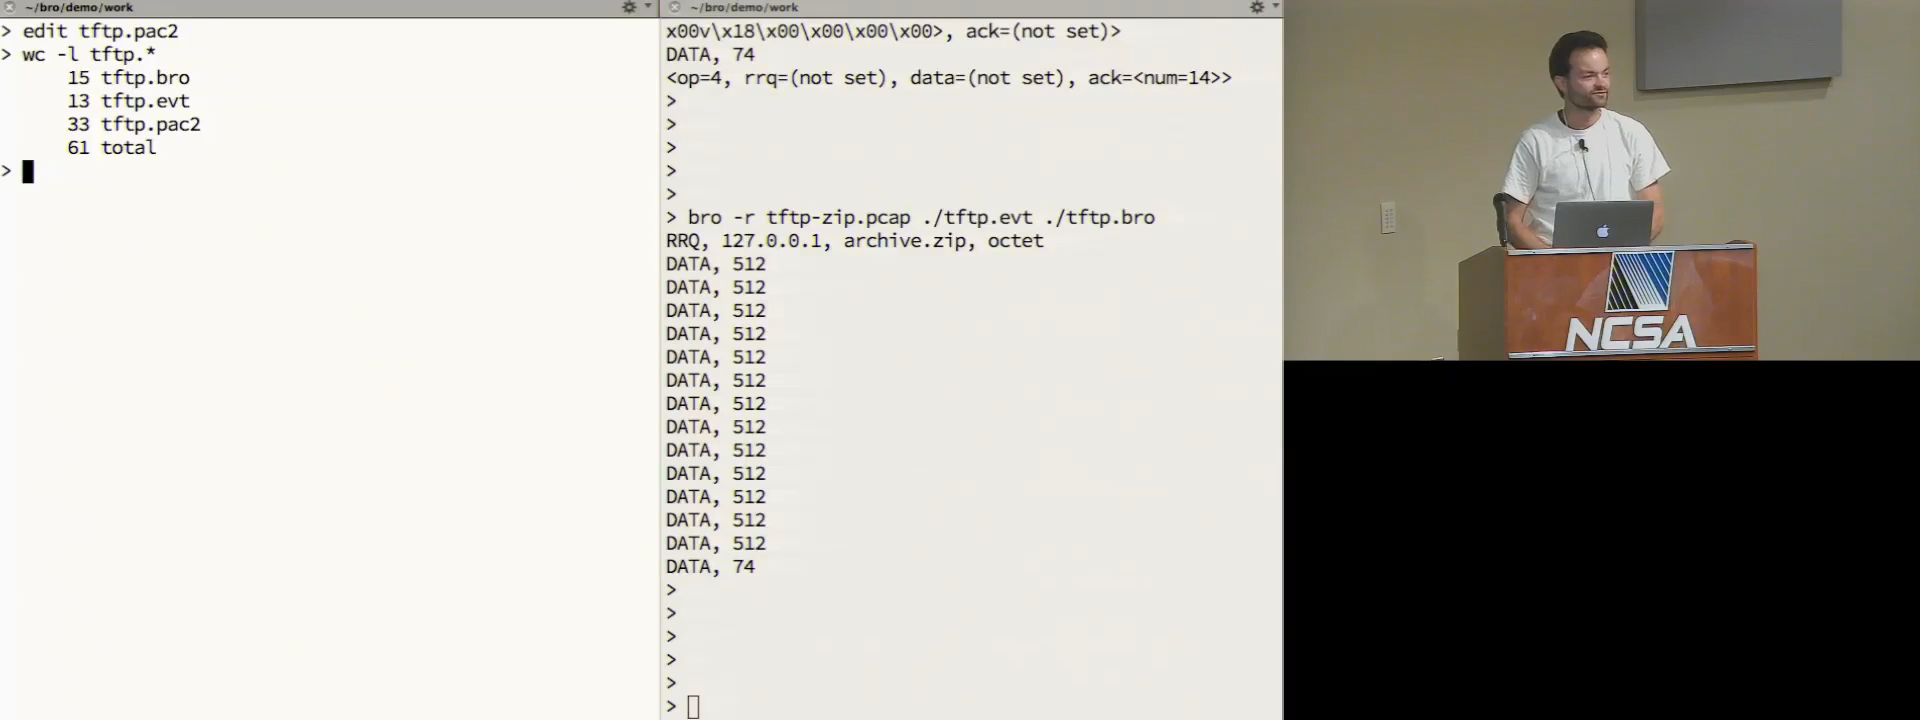 ~/bro/demo/work
> edit tftp.pac2
> wc -l tftp.*
15 tftp.bro
13 tftp.evt
33 tftp.pac2
61 total
>
~/bro/demo/work
x00v\x18\x00\x00\x00\x00>, ack=(not set)>
DATA, 74
<op=4, rrq=(not set), data=(not set), ack=<num=14>>
>
>
>
>
>
> bro -r tftp-zip.pcap ./tftp.evt ./tftp.bro
RRQ, 127.0.0.1, archive.zip, octet
DATA, 512
DATA, 512
DATA, 512
DATA, 512
DATA, 512
DATA, 512
DATA, 512
DATA, 512
DATA, 512
DATA, 512
DATA, 512
DATA, 512
DATA, 512
DATA, 74
>
>
>
>
>
>
NCSA